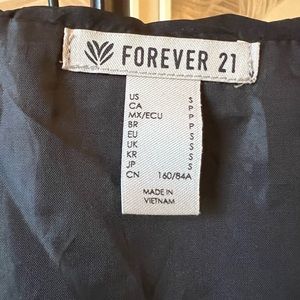 FOREVER 21
US S
CA P
MX/ECU P
BR P
EU S
UK S
KR S
JP S
CN 160/84A
MADE IN
VIETNAM